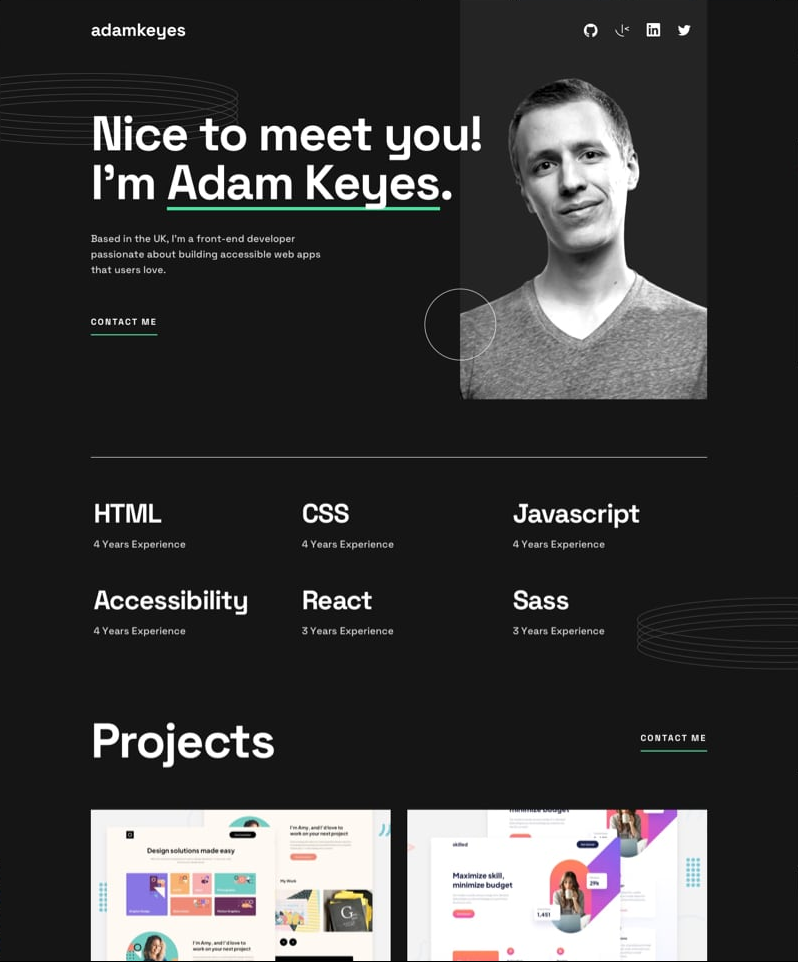 adamkeyes
Nice to meet you!
I'm Adam Keyes.
Based in the UK, I'm a front-end developer
passionate about building accessible web apps
that users love.
CONTACT ME
HTML
4 Years Experience
CSS
4 Years Experience
Javascript
4 Years Experience
Accessibility
4 Years Experience
React
3 Years Experience
Sass
3 Years Experience
Projects
CONTACT ME
Design solutions made easy
I'm Amy, and I'd love to
work on your next project
My Work
I'm Amy, and I'd love to
work on your next project
minimize budget
skilled
Maximize skill,
minimize budget
29k
1,451